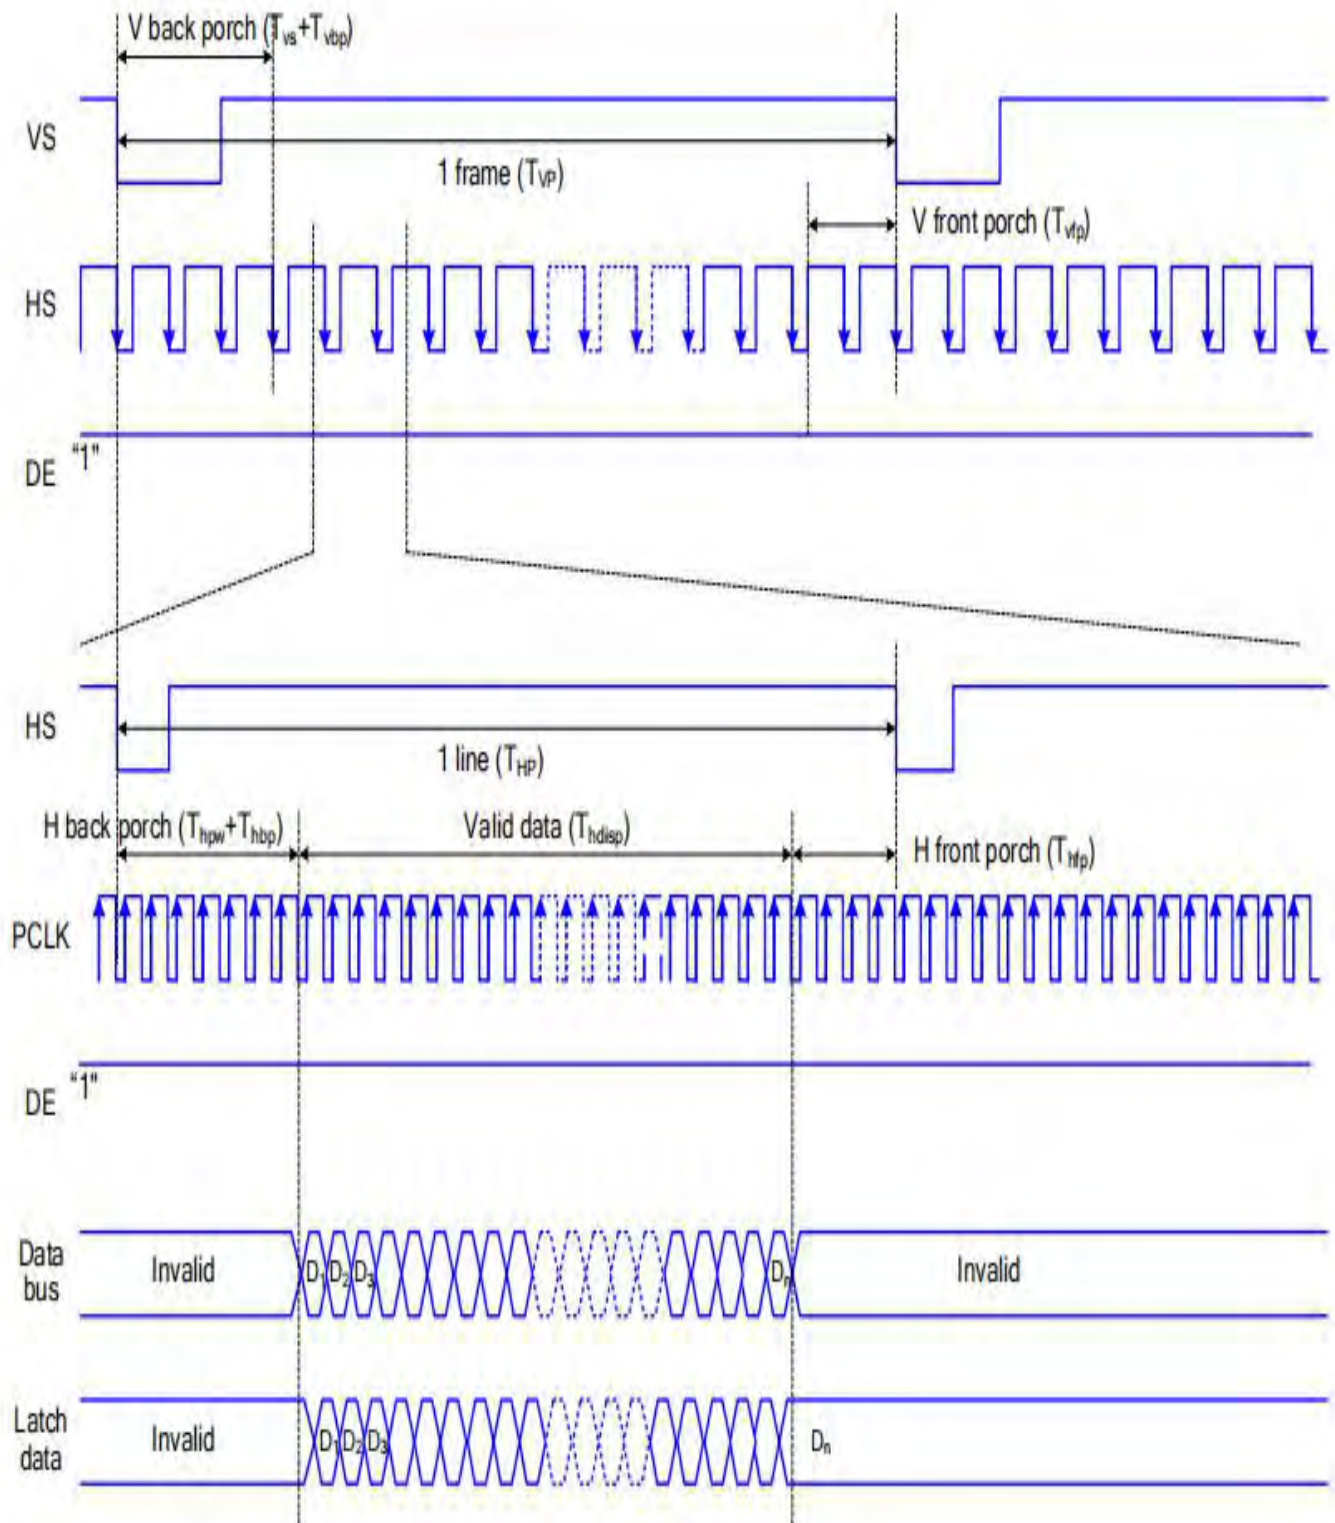 V back porch (Tvs+Tvbp)
VS
1 frame (TVP)
V front porch (Tvfp)
HS
"1"
DE
HS
1 line (THP)
H back porch (Thpw+Thbp)
Valid data (Thdisp)
H front porch (Thfp)
PCLK
"1"
DE
Data
bus
Invalid
D1
D2
D3
Dn
Invalid
Latch
data
Invalid
D1
D2
D3
Dn